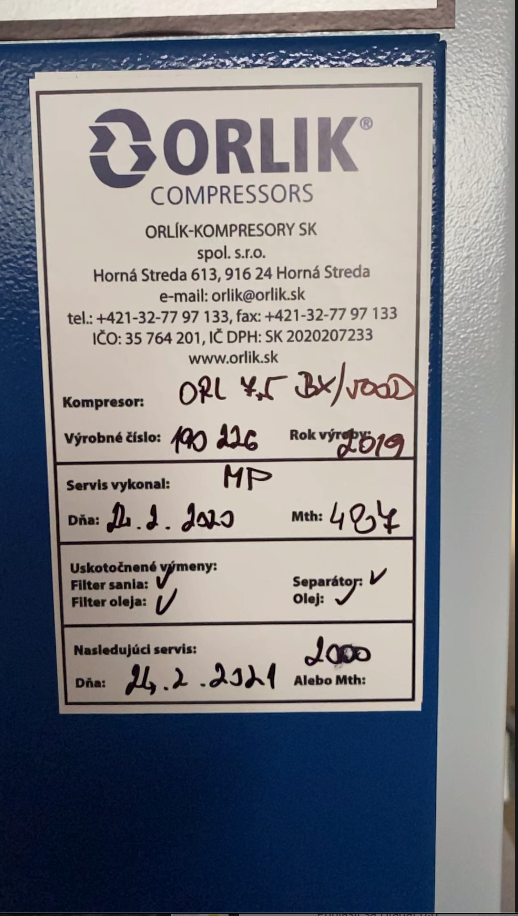 ORLIK®
COMPRESSORS
ORLÍK-KOMPRESORY SK
spol. s.r.o.
Horná Streda 613, 916 24 Horná Streda
e-mail: orlik@orlik.sk
tel.: +421-32-77 97 133, fax: +421-32-77 97 133
IČO: 35 764 201, IČ DPH: SK 2020207233
www.orlik.sk
Kompresor: ORL 7,5 BX/500D
Výrobné číslo: 190 226 Rok výroby: 2019
Servis vykonal: MP
Dňa: 24.2.2020 Mth: 487
Uskotočnené výmeny:
Filter sania: ✓ Separátor: ✓
Filter oleja: ✓ Olej: ✓
Nasledujúci servis: 2000
Dňa: 24.2.2021 Alebo Mth: